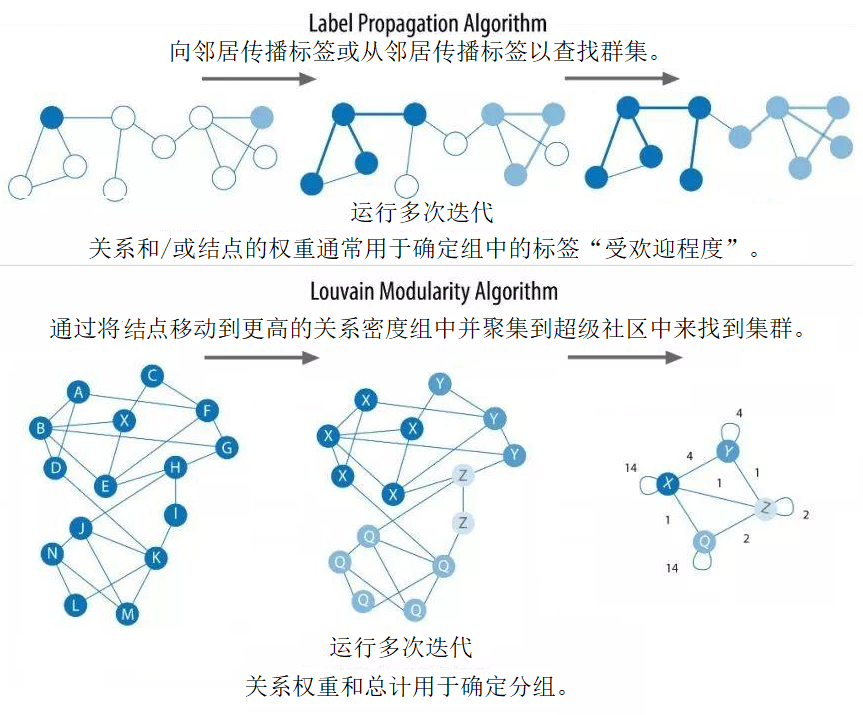 Label Propagation Algorithm
向邻居传播标签或从邻居传播标签以查找群集。
运行多次迭代
关系和/或结点的权重通常用于确定组中的标签“受欢迎程度”。
Louvain Modularity Algorithm
通过将结点移动到更高的关系密度组中并聚集到超级社区中来找到集群。
C
A
F
B
X
G
D
H
E
I
J
N
K
L
M
Y
X
Y
X
X
Y
X
Z
X
Z
Q
Q
Q
Q
Q
4
Y
4
14
X
1
1
Z
2
1
Q
2
14
运行多次迭代
关系权重和总计用于确定分组。